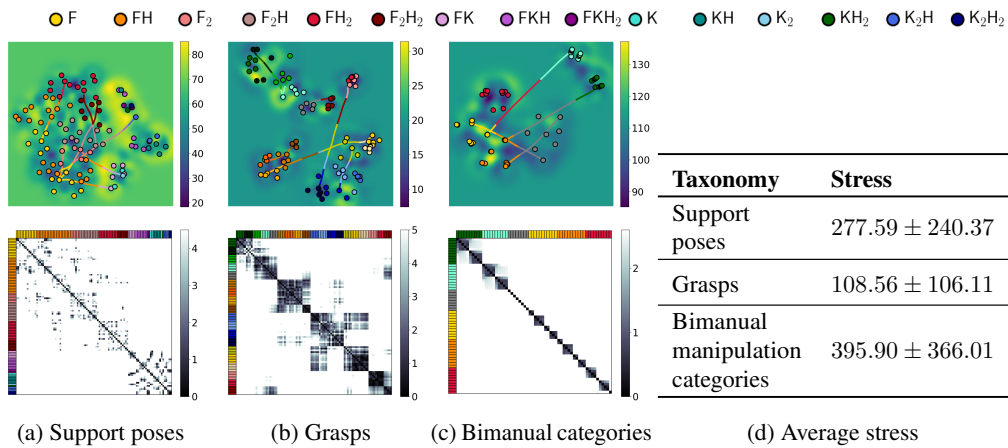 F FH F₂ F₂H FH₂ F₂H₂ FK FKH FKH₂ K KH K₂ KH₂ K₂H K₂H₂
80
70
60
50
40
30
20
30
25
20
15
10
130
120
110
100
90
4
3
2
1
0
5
4
3
2
1
0
2
1
0
Taxonomy Stress
Support
poses
277.59 ± 240.37
Grasps 108.56 ± 106.11
Bimanual
manipulation
categories
395.90 ± 366.01
(a) Support poses (b) Grasps (c) Bimanual categories (d) Average stress